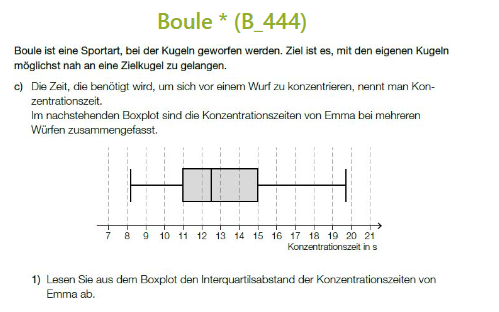 Boule * (B_444)
Boule ist eine Sportart, bei der Kugeln geworfen werden. Ziel ist es, mit den eigenen Kugeln
möglichst nah an eine Zielkugel zu gelangen.
c) Die Zeit, die benötigt wird, um sich vor einem Wurf zu konzentrieren, nennt man Kon-
zentrationszeit.
Im nachstehenden Boxplot sind die Konzentrationszeiten von Emma bei mehreren
Würfen zusammengefasst.
7 8 9 10 11 12 13 14 15 16 17 18 19 20 21
Konzentrationszeit in s
1) Lesen Sie aus dem Boxplot den Interquartilsabstand der Konzentrationszeiten von
Emma ab.